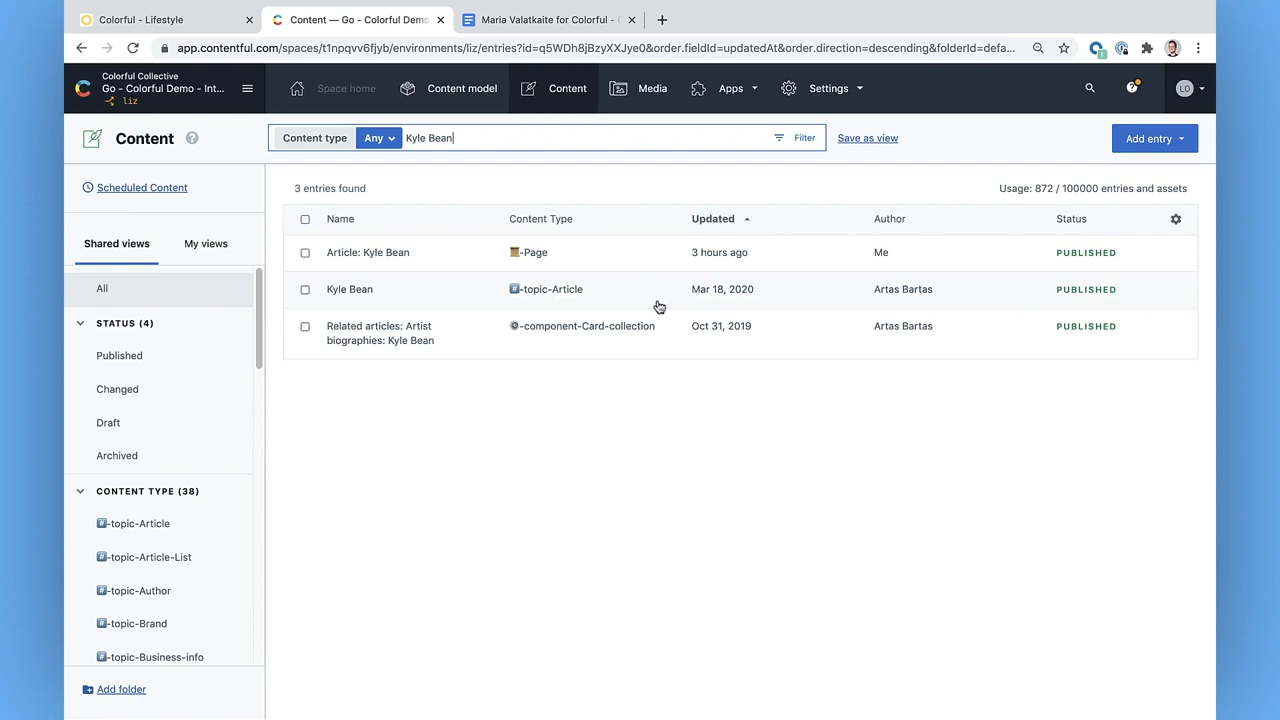 Colorful - Lifestyle
Content — Go - Colorful Demo
Maria Valatkaite for Colorful -
app.contentful.com/spaces/t1npqvv6fjyb/environments/liz/entries?id=q5WDh8jBzyXXJye0&order.fieldId=updatedAt&order.direction=descending&folderId=defa...
Colorful Collective
Go - Colorful Demo - Int...
liz
Space home
Content model
Content
Media
Apps
Settings
?
LO
Content ?
Content type Any Kyle Bean
Filter
Save as view
Add entry
Scheduled Content
3 entries found
Usage: 872 / 100000 entries and assets
Shared views
My views
Name Content Type Updated Author Status
Article: Kyle Bean -Page 3 hours ago Me PUBLISHED
Kyle Bean #-topic-Article Mar 18, 2020 Artas Bartas PUBLISHED
Related articles: Artist -component-Card-collection Oct 31, 2019 Artas Bartas PUBLISHED
biographies: Kyle Bean
All
STATUS (4)
Published
Changed
Draft
Archived
CONTENT TYPE (38)
#-topic-Article
#-topic-Article-List
#-topic-Author
#-topic-Brand
#-topic-Business-info
Add folder